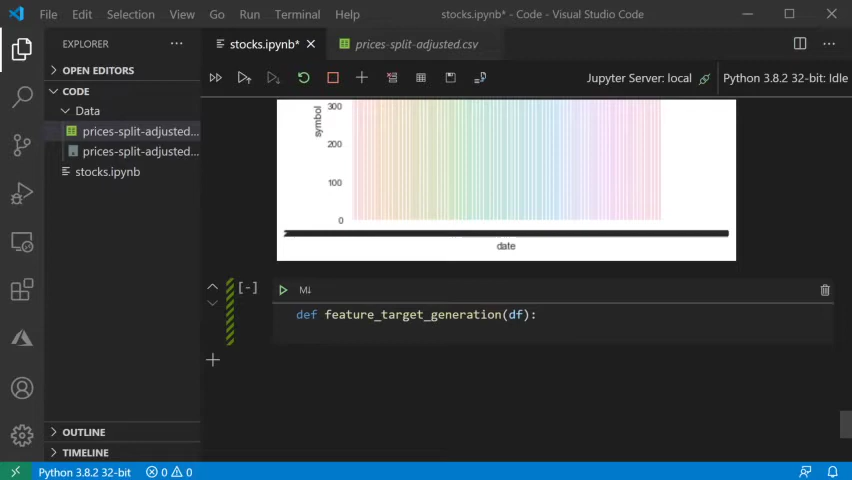 File Edit Selection View Go Run Terminal Help stocks.ipynb* - Code - Visual Studio Code
EXPLORER
stocks.ipynb*
prices-split-adjusted.csv
OPEN EDITORS
Jupyter Server: local
Python 3.8.2 32-bit: Idle
CODE
Data
prices-split-adjusted...
prices-split-adjusted...
stocks.ipynb
symbol
300
200
100
0
date
[-]
M↓
def feature_target_generation(df):
OUTLINE
TIMELINE
Python 3.8.2 32-bit 0 0